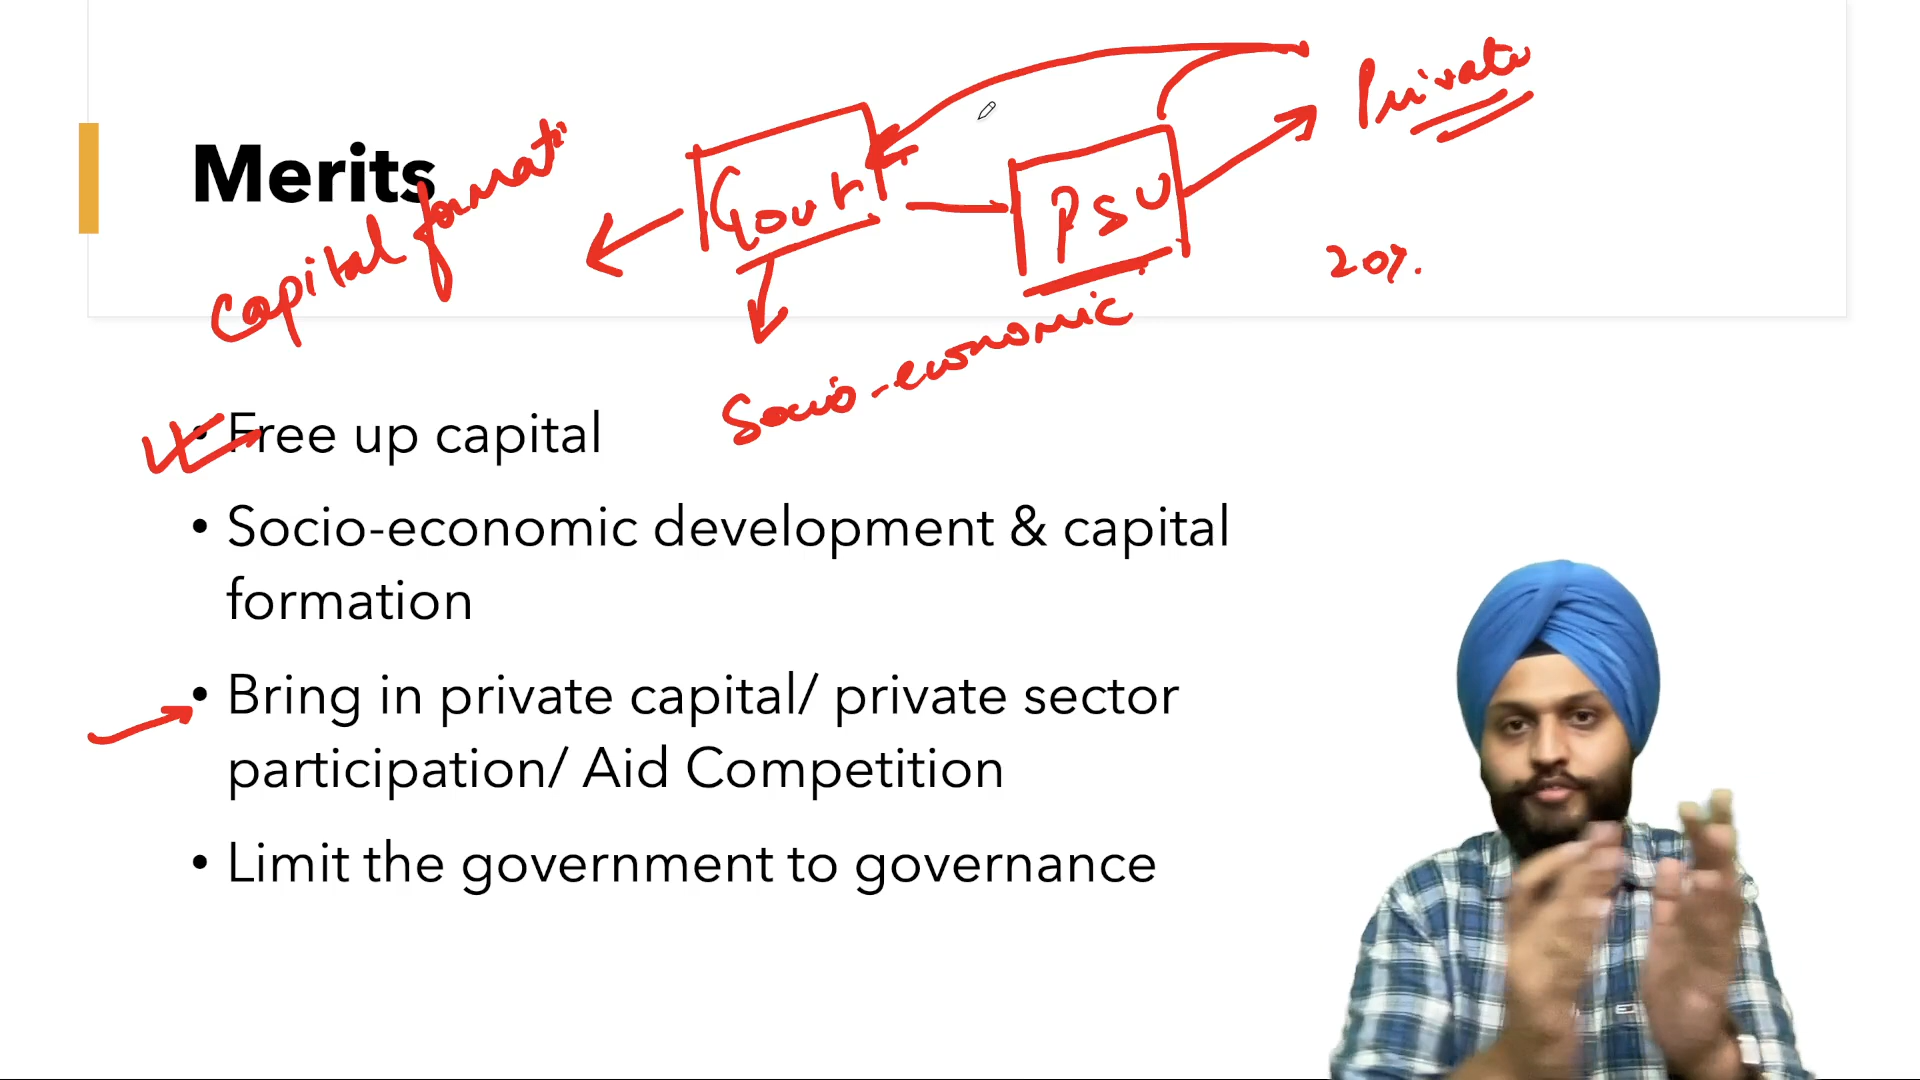 Private
Merits
Govt
PSU
Capital formati
20%.
Socio-economic
• Free up capital
• Socio-economic development & capital
formation
• Bring in private capital/ private sector
participation/ Aid Competition
• Limit the government to governance